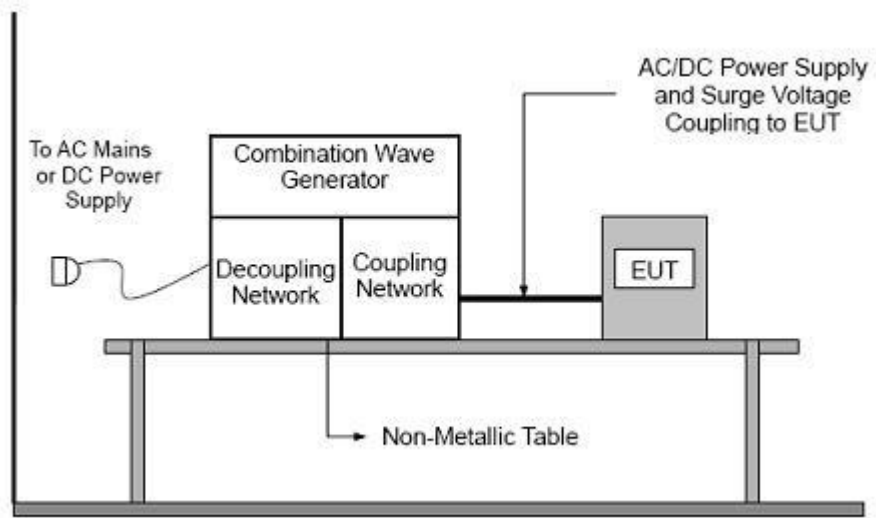 AC/DC Power Supply
and Surge Voltage
Coupling to EUT
To AC Mains
or DC Power
Supply
Combination Wave
Generator
Decoupling
Network
Coupling
Network
EUT
Non-Metallic Table